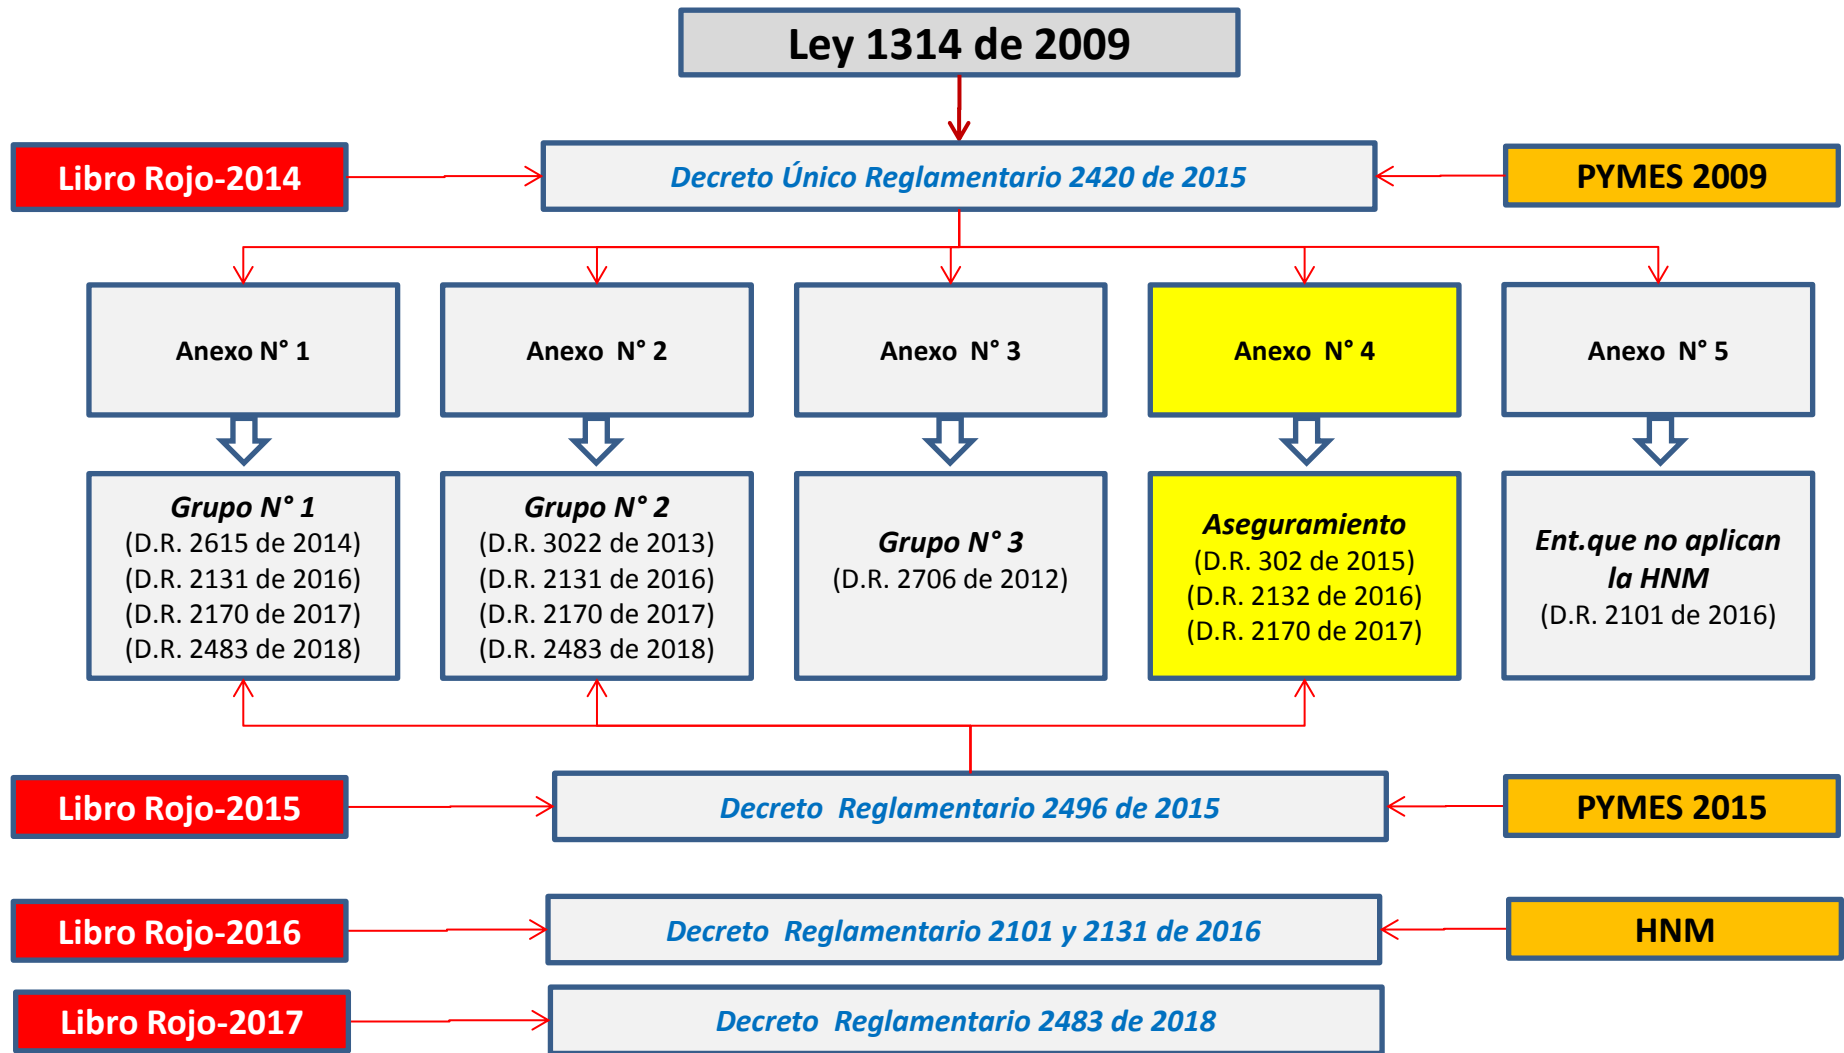 Ley 1314 de 2009
Libro Rojo-2014
Decreto Único Reglamentario 2420 de 2015
PYMES 2009
Anexo N° 1
Anexo N° 2
Anexo N° 3
Anexo N° 4
Anexo N° 5
Grupo N° 1
(D.R. 2615 de 2014)
(D.R. 2131 de 2016)
(D.R. 2170 de 2017)
(D.R. 2483 de 2018)
Grupo N° 2
(D.R. 3022 de 2013)
(D.R. 2131 de 2016)
(D.R. 2170 de 2017)
(D.R. 2483 de 2018)
Grupo N° 3
(D.R. 2706 de 2012)
Aseguramiento
(D.R. 302 de 2015)
(D.R. 2132 de 2016)
(D.R. 2170 de 2017)
Ent.que no aplican
la HNM
(D.R. 2101 de 2016)
Libro Rojo-2015
Decreto Reglamentario 2496 de 2015
PYMES 2015
Libro Rojo-2016
Decreto Reglamentario 2101 y 2131 de 2016
HNM
Libro Rojo-2017
Decreto Reglamentario 2483 de 2018